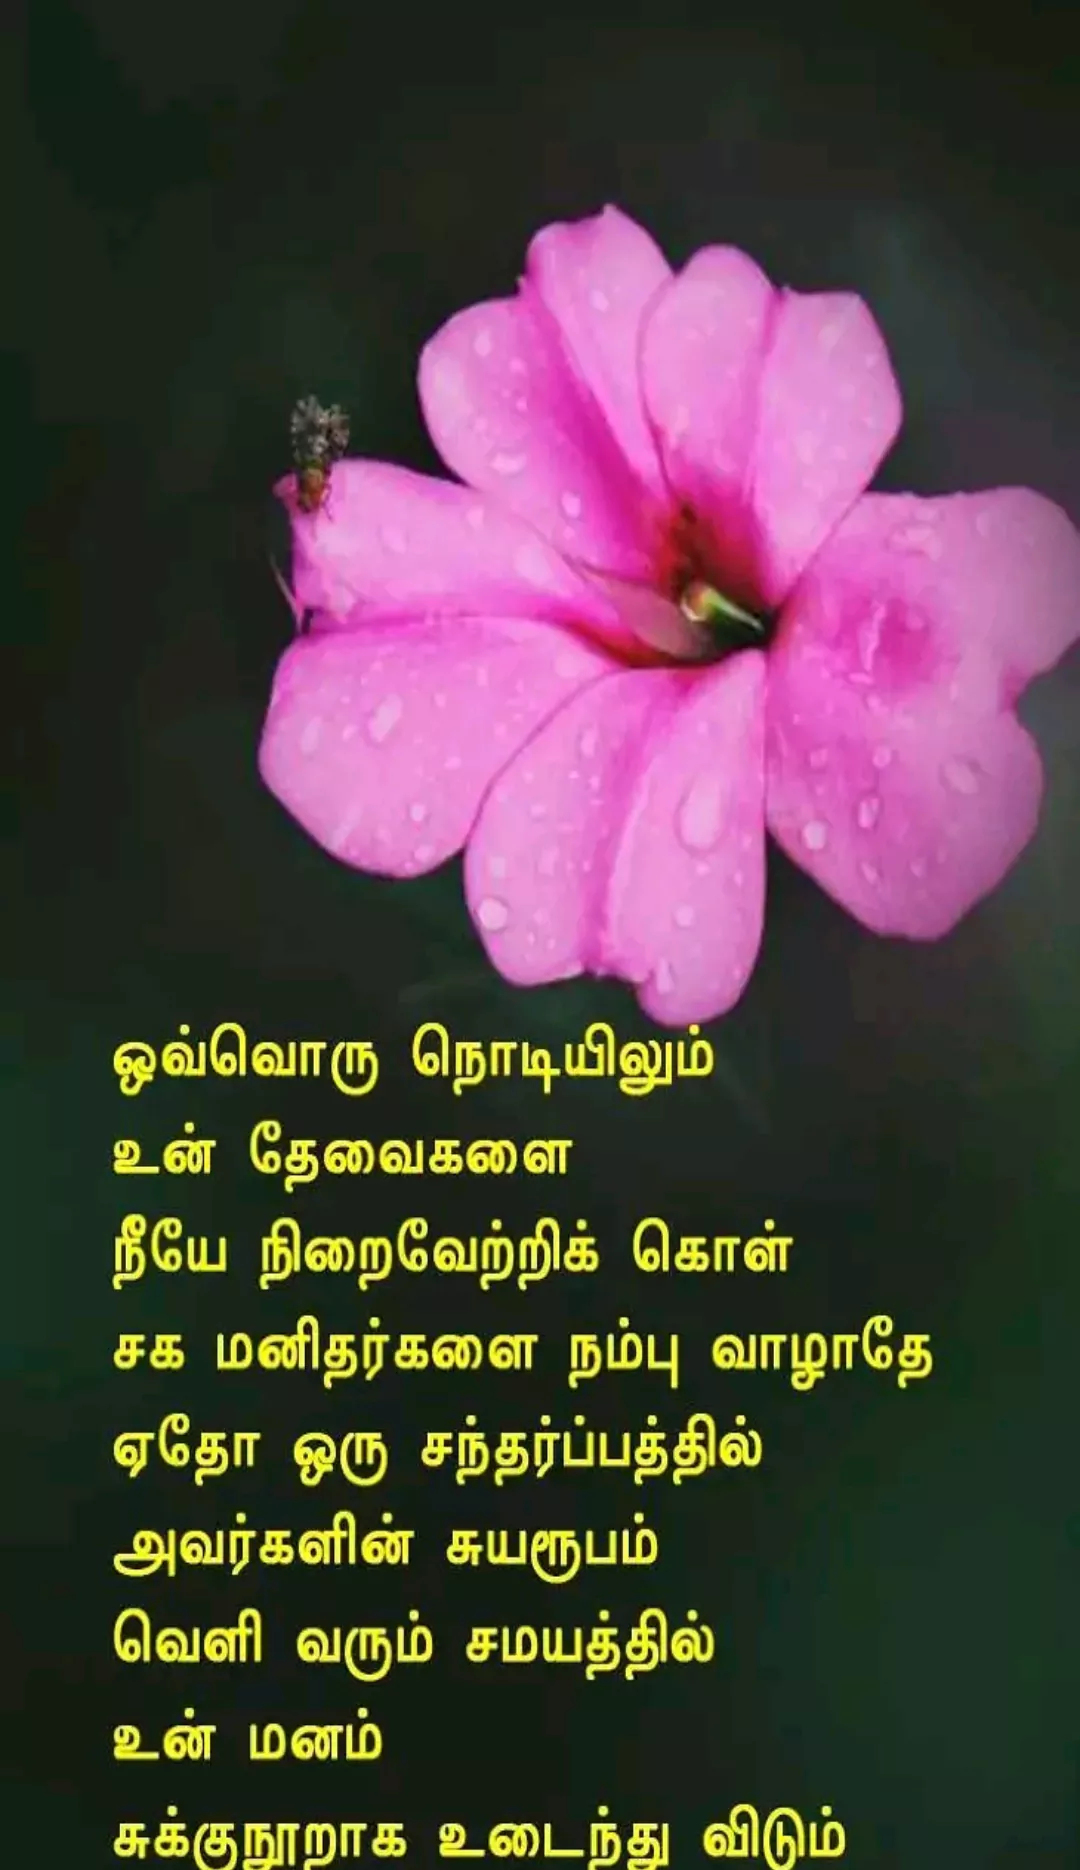 ஒவ்வொரு நொடியிலும்
உன் தேவைகளை
நீயே நிறைவேற்றிக் கொள்
சக மனிதர்களை நம்பு வாழாதே
ஏதோ ஒரு சந்தர்ப்பத்தில்
அவர்களின் சுயரூபம்
வெளி வரும் சமயத்தில்
உன் மனம்
சுக்குநூறாக உடைந்து விடும்